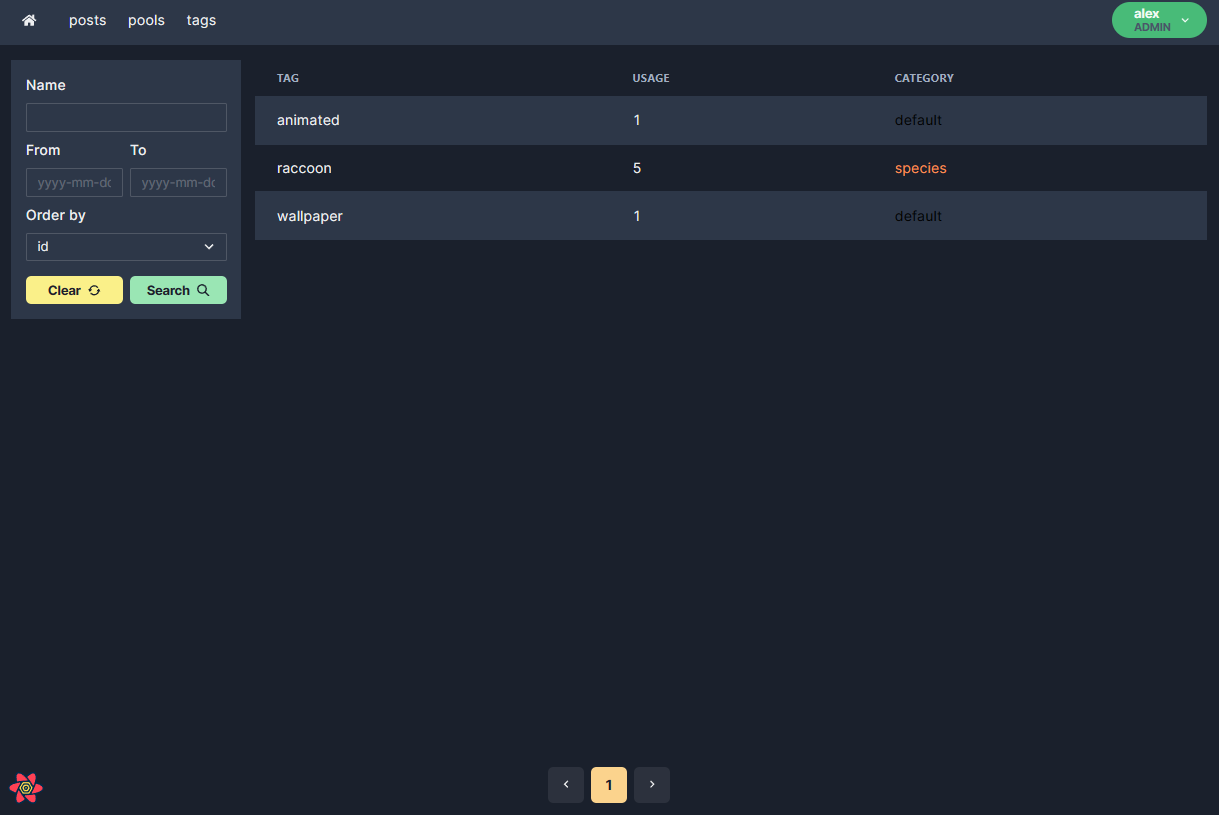 posts pools tags
alex
ADMIN
Name
From To
yyyy-mm-dd yyyy-mm-dd
Order by
id
Clear Search
TAG USAGE CATEGORY
animated 1 default
raccoon 5 species
wallpaper 1 default
1